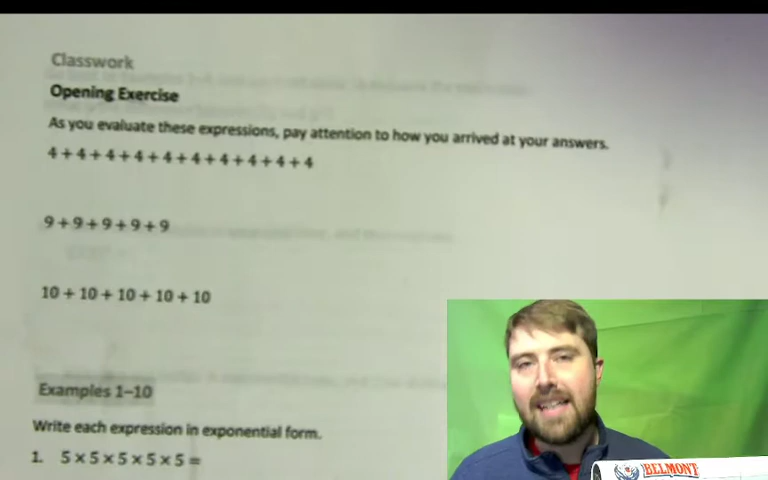 Classwork
Opening Exercise
As you evaluate these expressions, pay attention to how you arrived at your answers.
4 + 4 + 4 + 4 + 4 + 4 + 4 + 4 + 4 + 4
9 + 9 + 9 + 9 + 9
10 + 10 + 10 + 10 + 10
Examples 1–10
Write each expression in exponential form.
1. 5 × 5 × 5 × 5 × 5 =
BELMONT